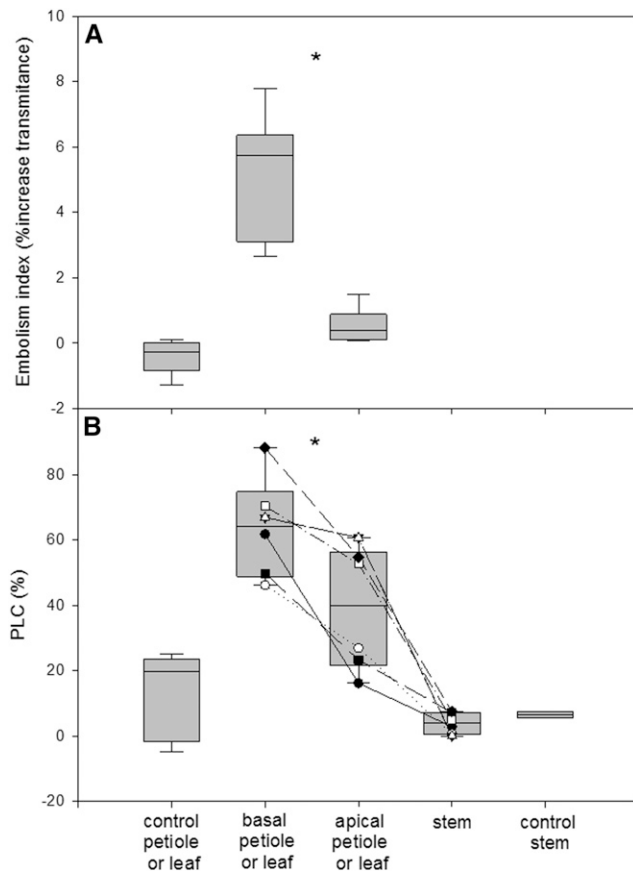 A
*
10
8
6
4
2
0
-2
Embolism index (%increase transmitance)
B
*
80
60
40
20
0
-20
PLC (%)
control petiole or leaf
basal petiole or leaf
apical petiole or leaf
stem
control stem